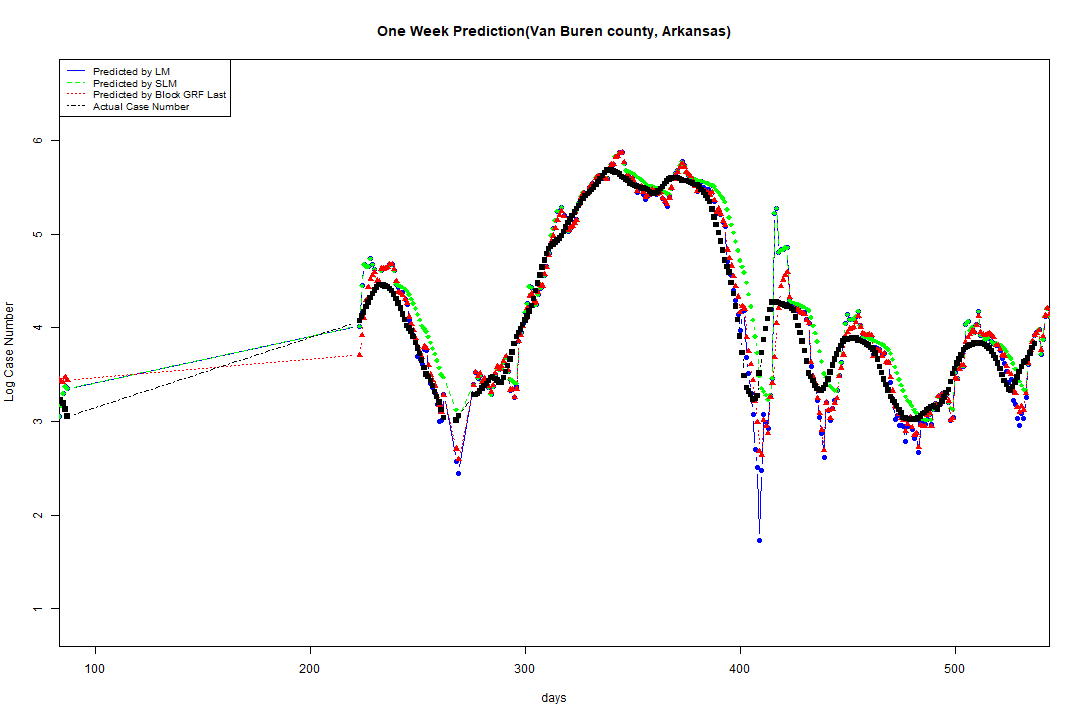 One Week Prediction(Van Buren county, Arkansas)
Predicted by LM
Predicted by SLM
Predicted by Block GRF Last
Actual Case Number
Log Case Number
6
5
4
3
2
1
100 200 300 400 500
days